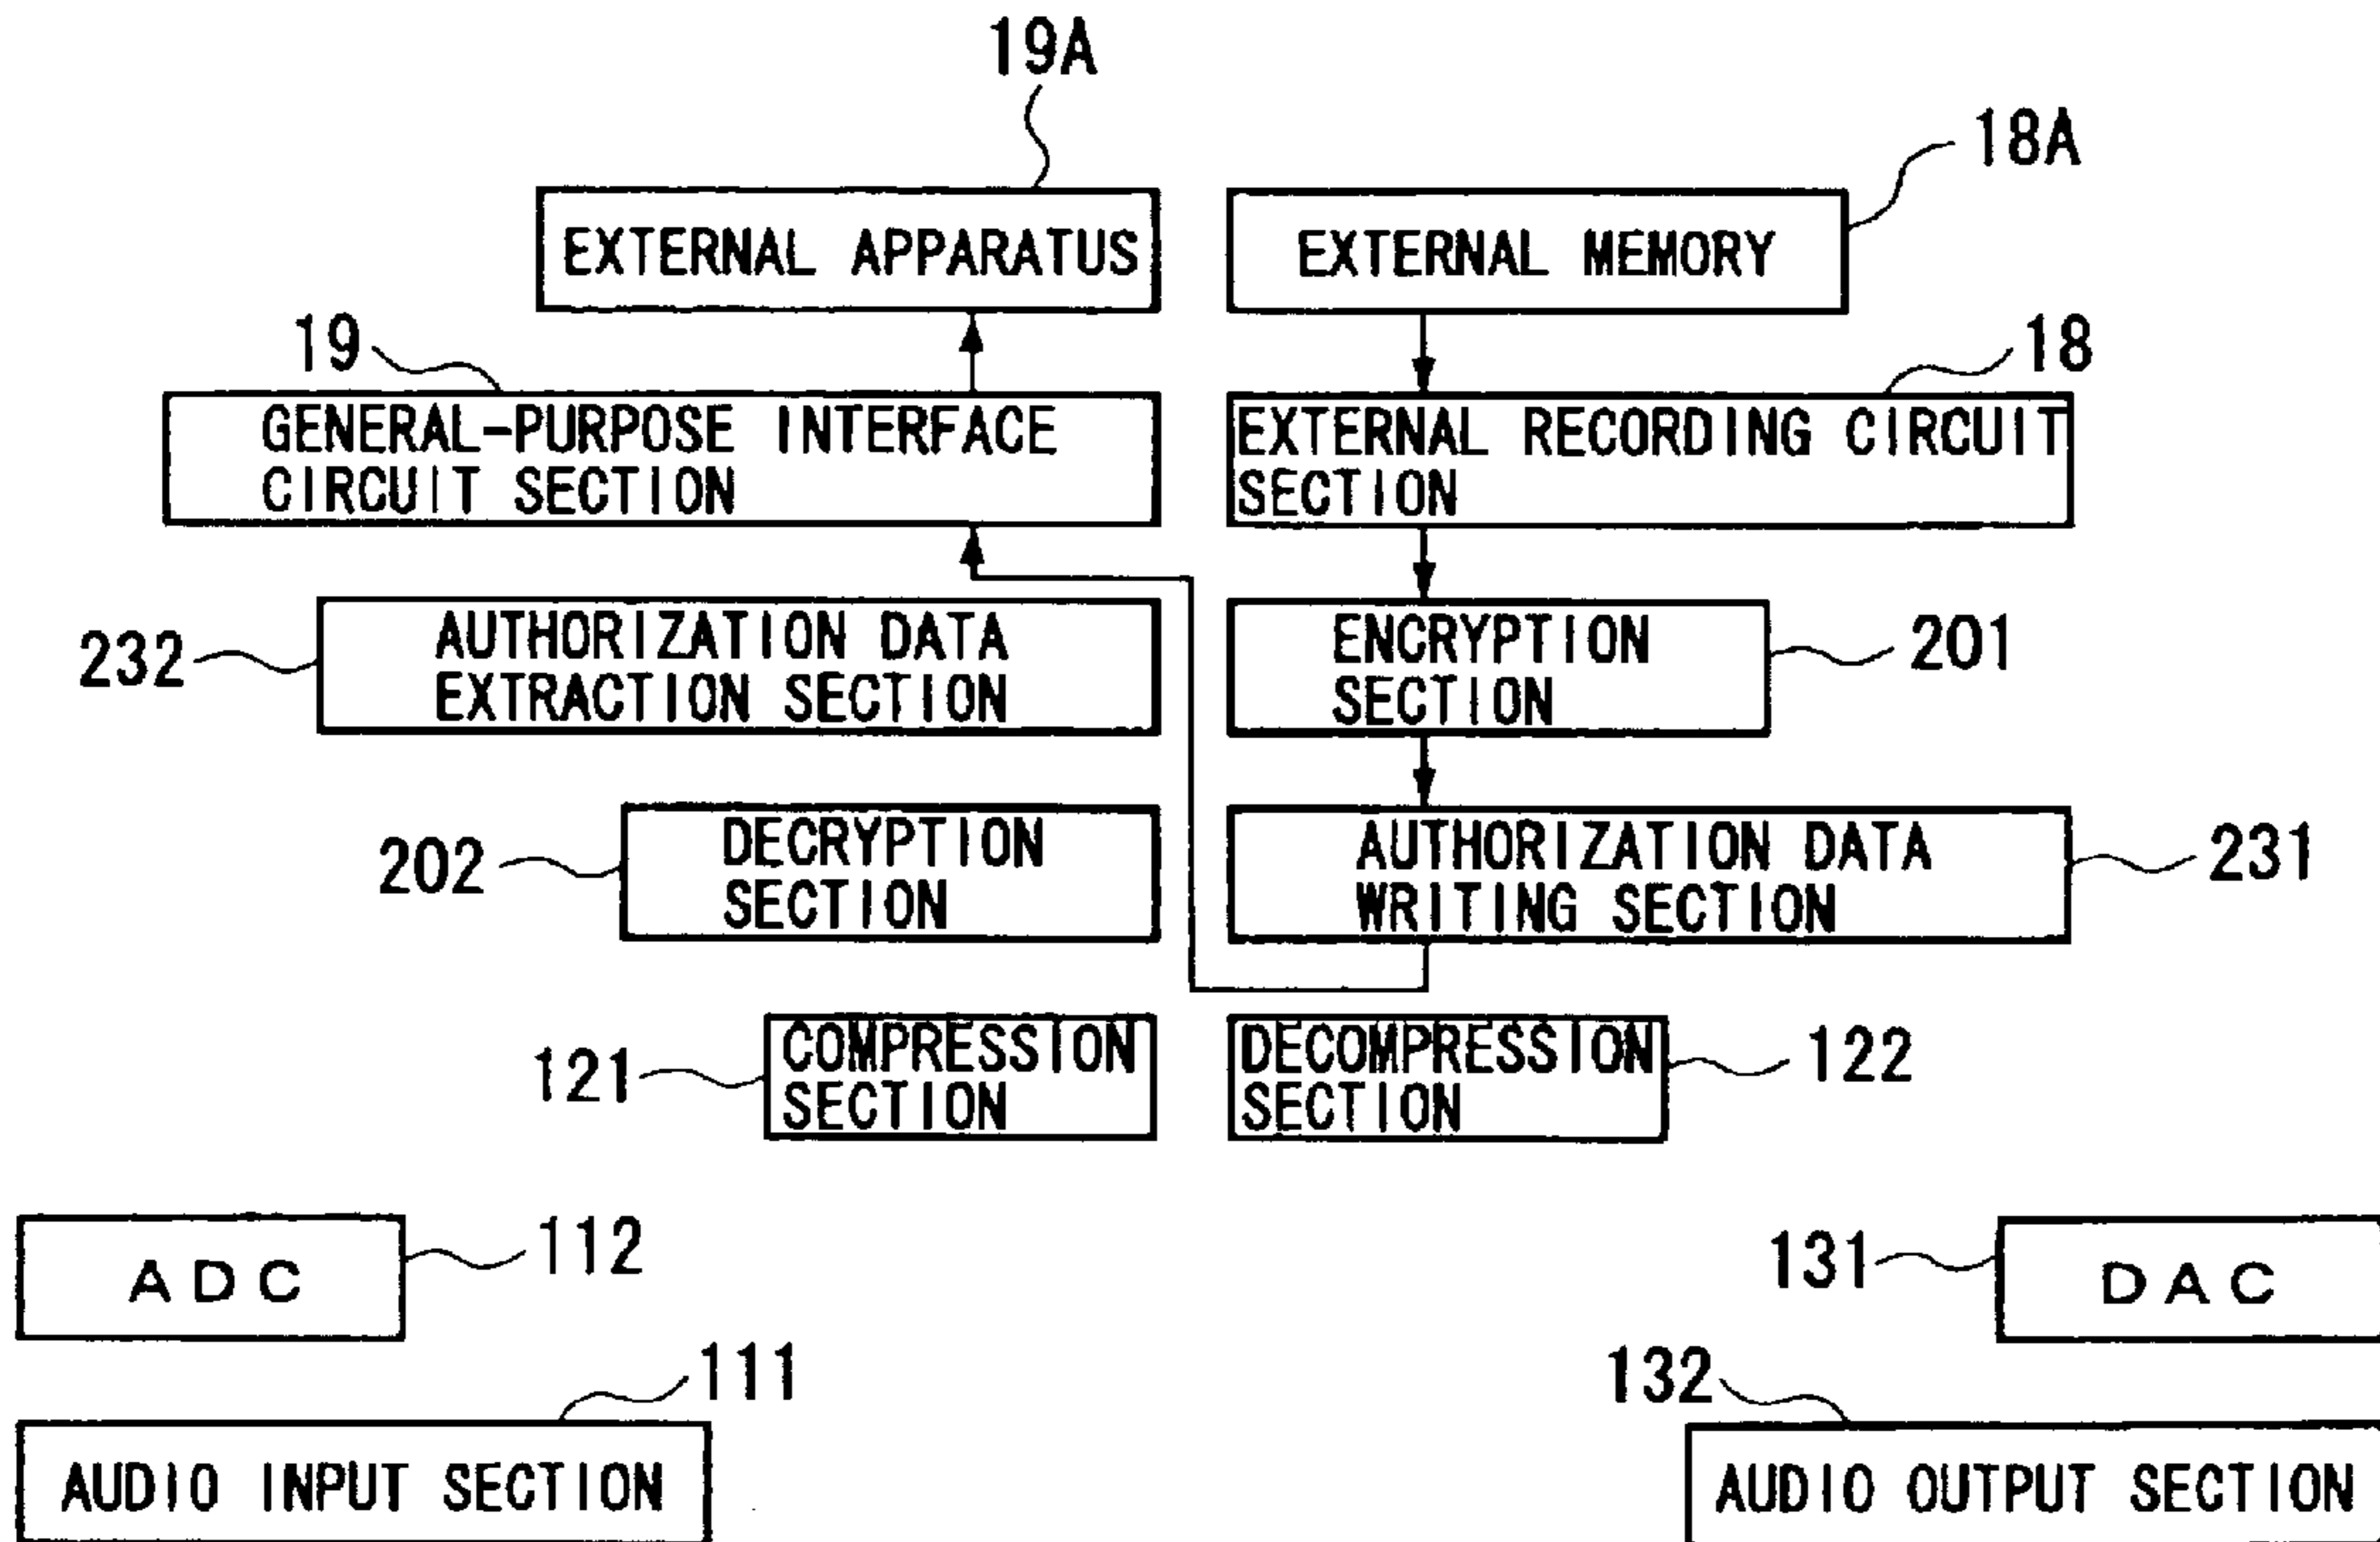 19A
18A
EXTERNAL APPARATUS
EXTERNAL MEMORY
19
18
GENERAL-PURPOSE INTERFACE
CIRCUIT SECTION
EXTERNAL RECORDING CIRCUIT
SECTION
232
AUTHORIZATION DATA
EXTRACTION SECTION
ENCRYPTION
SECTION
201
202
DECRYPTION
SECTION
AUTHORIZATION DATA
WRITING SECTION
231
121
COMPRESSION
SECTION
DECOMPRESSION
SECTION
122
ADC
112
131
DAC
111
132
AUDIO INPUT SECTION
AUDIO OUTPUT SECTION